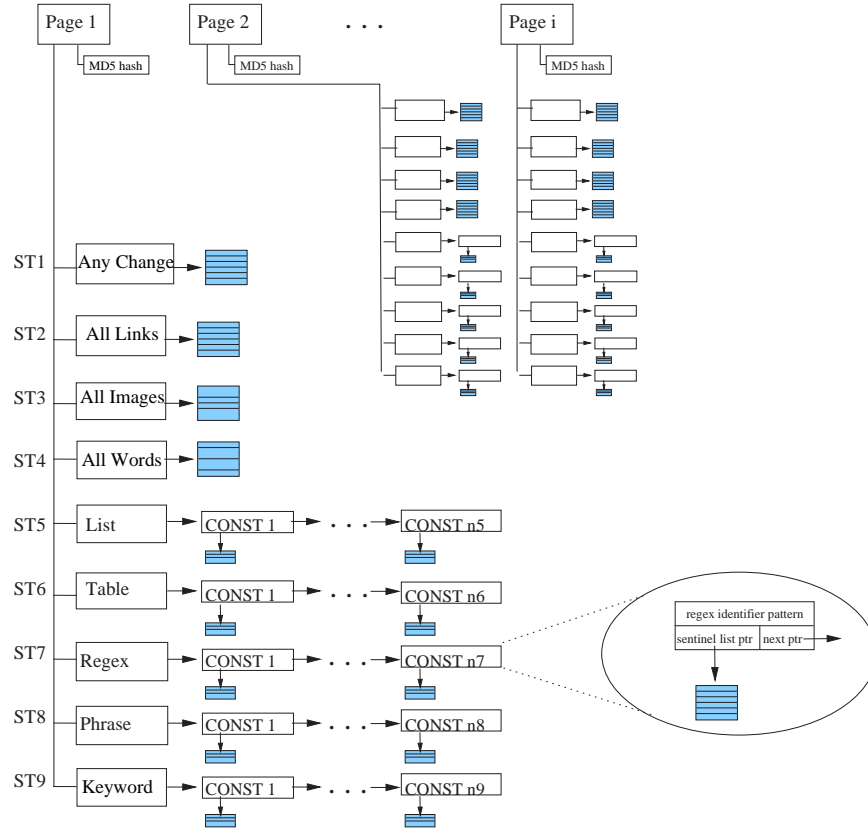 Page 1
Page 2
. . .
Page i
MD5 hash
MD5 hash
MD5 hash
ST1
Any Change
ST2
All Links
ST3
All Images
ST4
All Words
ST5
List
CONST 1
. . .
CONST n5
ST6
Table
CONST 1
. . .
CONST n6
regex identifier pattern
sentinel list ptr
next ptr
ST7
Regex
CONST 1
. . .
CONST n7
ST8
Phrase
CONST 1
. . .
CONST n8
ST9
Keyword
CONST 1
. . .
CONST n9